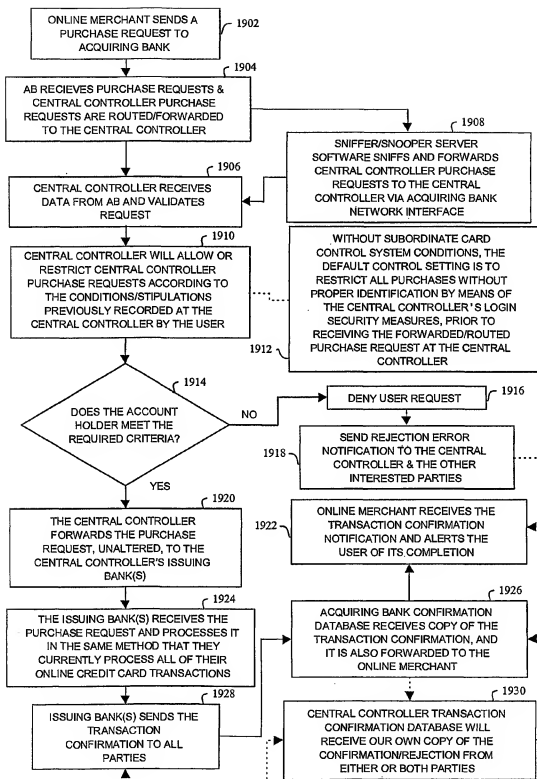 ONLINE MERCHANT SENDS A
PURCHASE REQUEST TO
ACQUIRING BANK
1902
1904
AB RECIEVES PURCHASE REQUESTS &
CENTRAL CONTROLLER PURCHASE
REQUESTS ARE ROUTED/FORWARDED
TO THE CENTRAL CONTROLLER
1908
SNIFFER/SNOOPER SERVER
SOFTWARE SNIFFS AND FORWARDS
CENTRAL CONTROLLER PURCHASE
REQUESTS TO THE CENTRAL
CONTROLLER VIA ACQUIRING BANK
NETWORK INTERFACE
1906
CENTRAL CONTROLLER RECEIVES
DATA FROM AB AND VALIDATES
REQUEST
1910
CENTRAL CONTROLLER WILL ALLOW OR
RESTRICT CENTRAL CONTROLLER
PURCHASE REQUESTS ACCORDING TO
THE CONDITIONS/STIPULATIONS
PREVIOUSLY RECORDED AT THE
CENTRAL CONTROLLER BY THE USER
WITHOUT SUBORDINATE CARD
CONTROL SYSTEM CONDITIONS, THE
DEFAULT CONTROL SETTING IS TO
RESTRICT ALL PURCHASES WITHOUT
PROPER IDENTIFICATION BY MEANS OF
THE CENTRAL CONTROLLER'S LOGIN
SECURITY MEASURES, PRIOR TO
RECEIVING THE FORWARDED/ROUTED
PURCHASE REQUEST AT THE CENTRAL
CONTROLLER
1912
1914
DOES THE ACCOUNT
HOLDER MEET THE
REQUIRED CRITERIA?
NO
YES
1916
DENY USER REQUEST
1918
SEND REJECTION ERROR
NOTIFICATION TO THE CENTRAL
CONTROLLER & THE OTHER
INTERESTED PARTIES
1920
THE CENTRAL CONTROLLER
FORWARDS THE PURCHASE
REQUEST, UNALTERED, TO THE
CENTRAL CONTROLLER'S ISSUING
BANK(S)
1922
ONLINE MERCHANT RECEIVES THE
TRANSACTION CONFIRMATION
NOTIFICATION AND ALERTS THE
USER OF ITS COMPLETION
1924
THE ISSUING BANK(S) RECEIVES THE
PURCHASE REQUEST AND PROCESSES IT
IN THE SAME METHOD THAT THEY
CURRENTLY PROCESS ALL OF THEIR
ONLINE CREDIT CARD TRANSACTIONS
1926
ACQUIRING BANK CONFIRMATION
DATABASE RECEIVES COPY OF THE
TRANSACTION CONFIRMATION, AND
IT IS ALSO FORWARDED TO THE
ONLINE MERCHANT
1928
ISSUING BANK(S) SENDS THE
TRANSACTION
CONFIRMATION TO ALL
PARTIES
1930
CENTRAL CONTROLLER TRANSACTION
CONFIRMATION DATABASE WILL
RECEIVE OUR OWN COPY OF THE
CONFIRMATION/REJECTION FROM
EITHER OR BOTH PARTIES